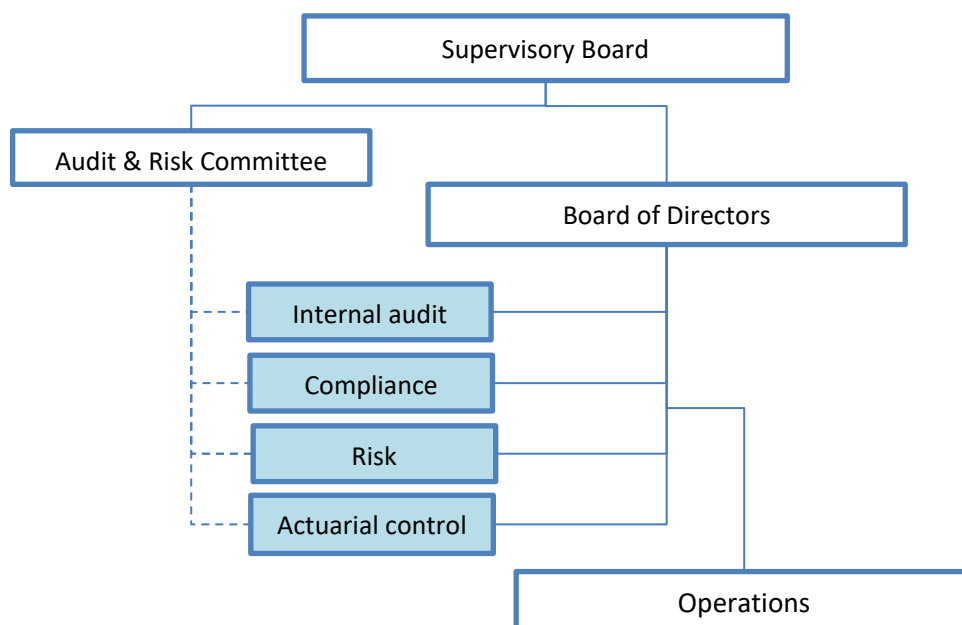 Supervisory Board
Audit & Risk Committee
Board of Directors
Internal audit
Compliance
Risk
Actuarial control
Operations